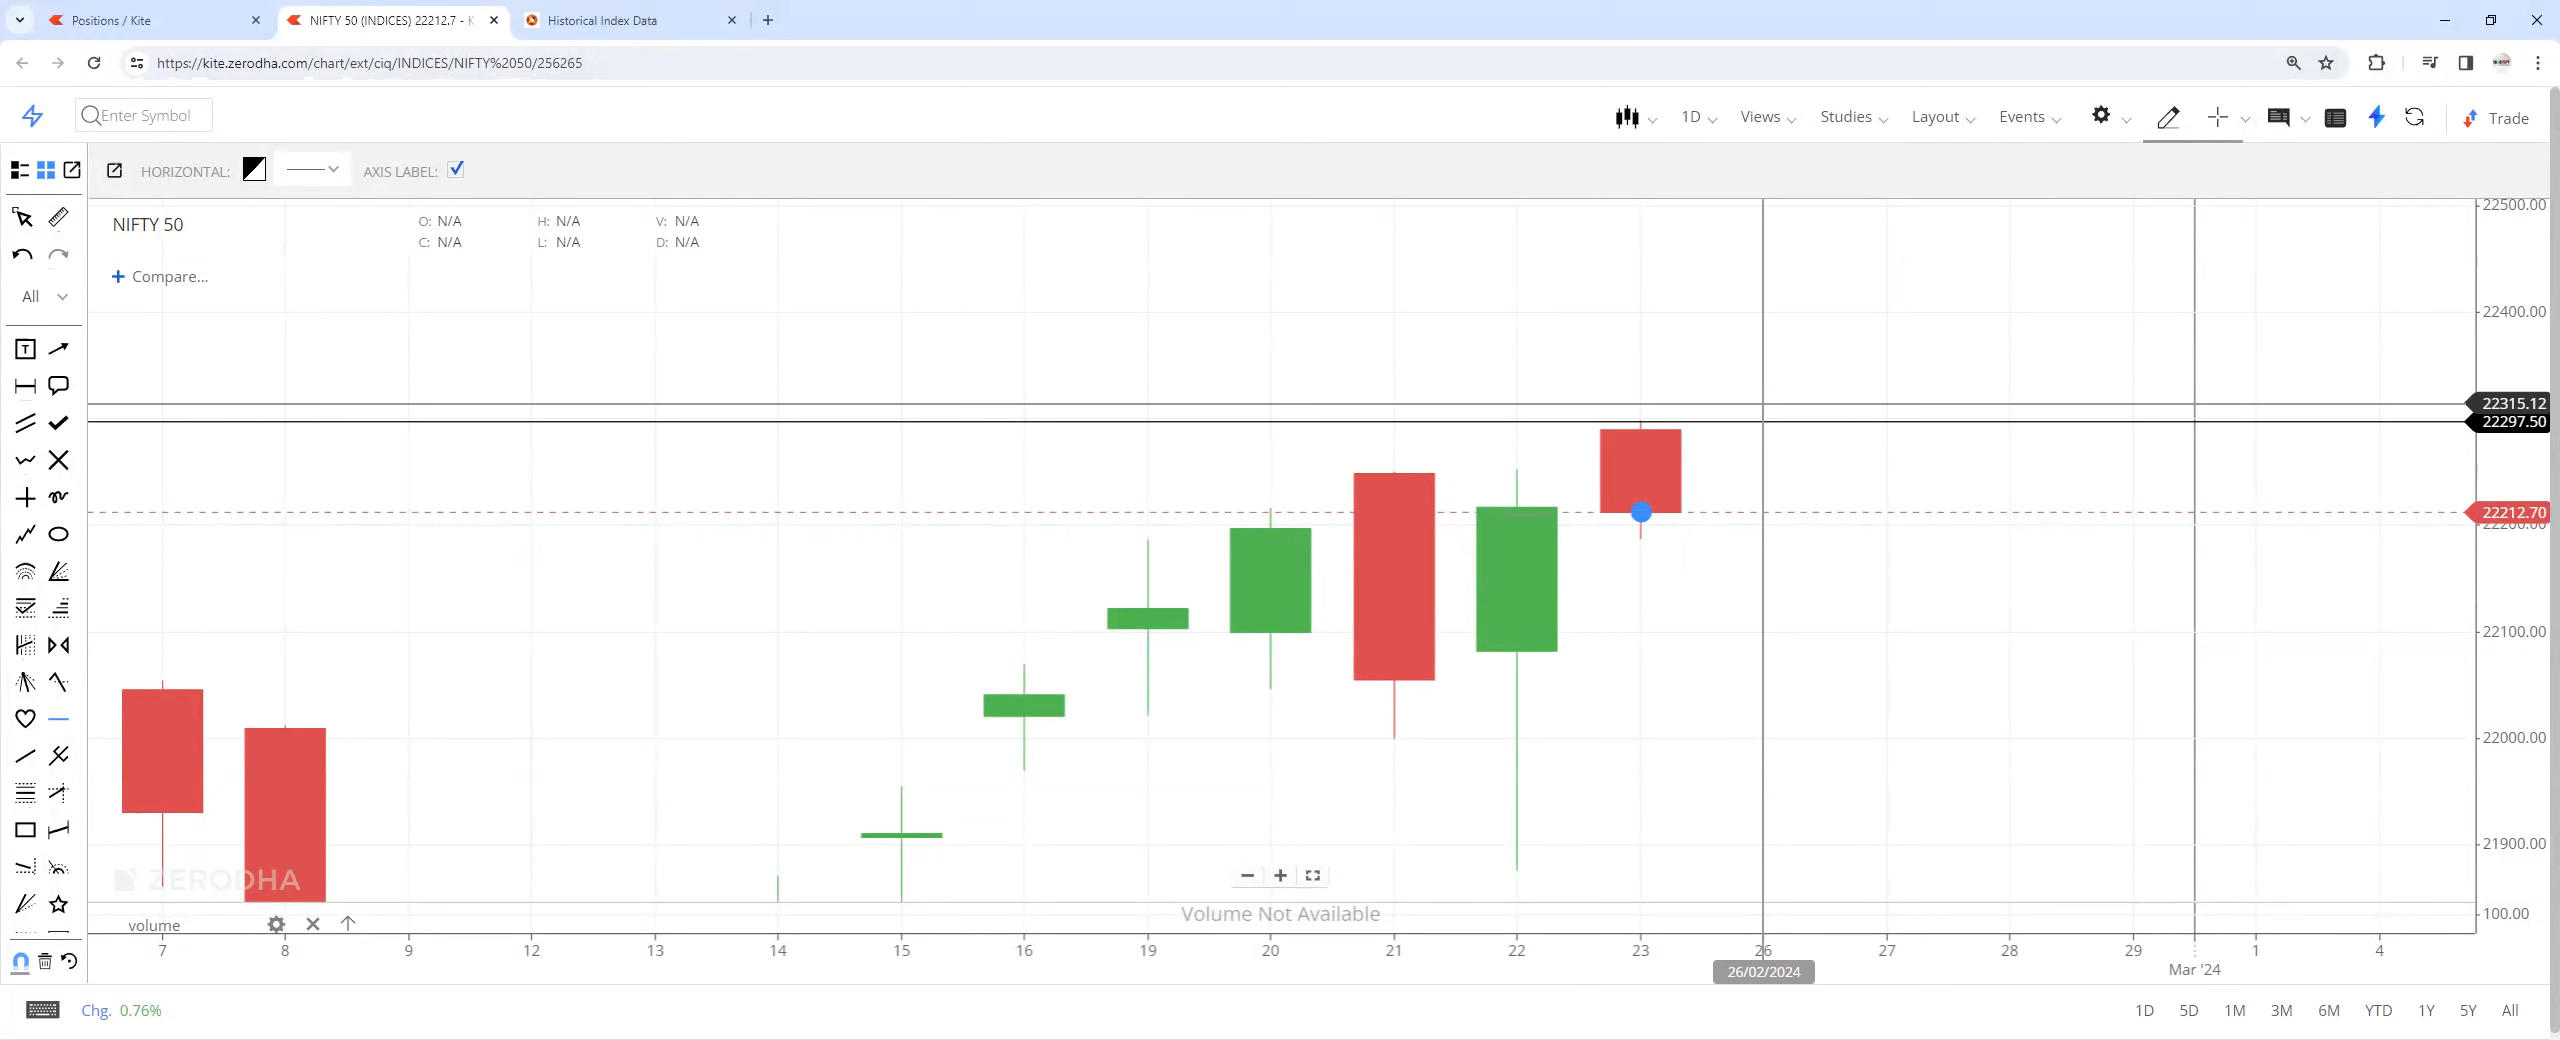 Positions / Kite
NIFTY 50 (INDICES) 22212.7 - K
Historical Index Data
https://kite.zerodha.com/chart/ext/ciq/INDICES/NIFTY%2050/256265
Enter Symbol
1D
Views
Studies
Layout
Events
Trade
HORIZONTAL:
AXIS LABEL:
NIFTY 50
O: N/A
H: N/A
V: N/A
C: N/A
L: N/A
D: N/A
Compare...
All
T
22500.00
22400.00
22315.12
22297.50
22212.70
22200.00
22100.00
22000.00
21900.00
ZERODHA
Volume Not Available
100.00
volume
7 8 9 12 13 14 15 16 19 20 21 22 23 26 27 28 29 1 4
26/02/2024
Mar '24
Chg. 0.76%
1D 5D 1M 3M 6M YTD 1Y 5Y All